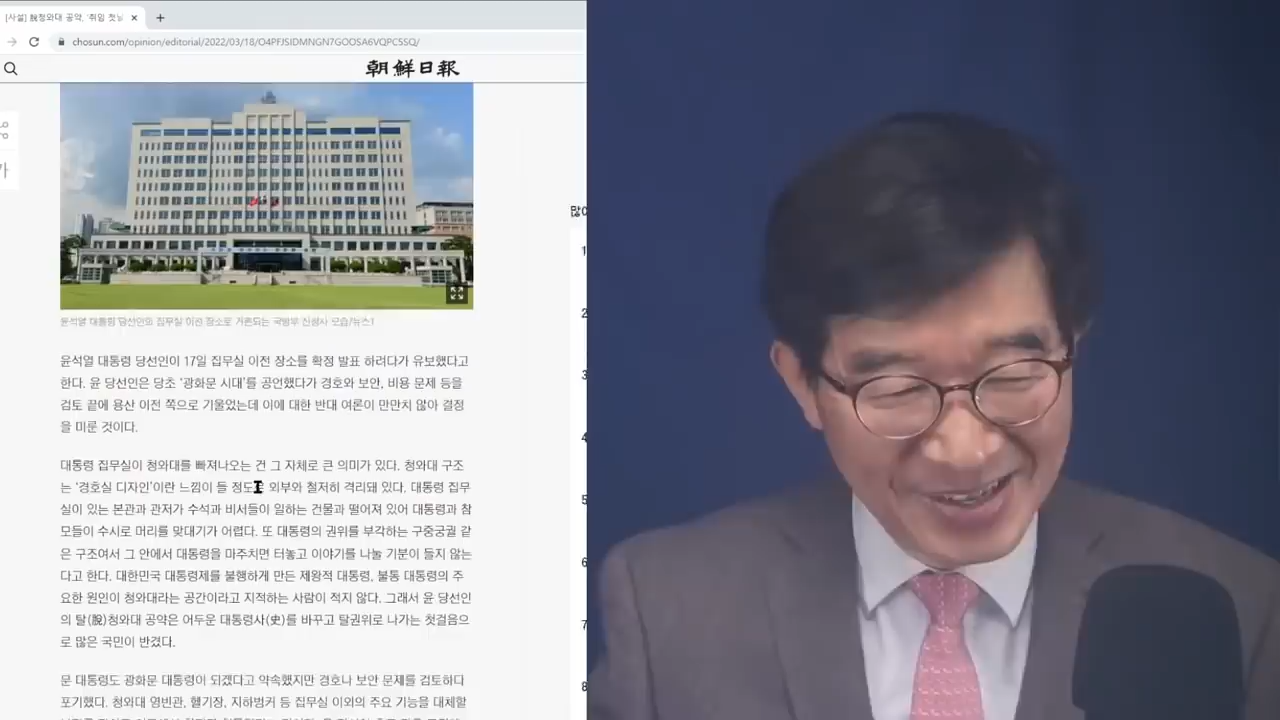 [사설] 脫청와대 공약, '취임 첫날
chosun.com/opinion/editorial/2022/03/18/O4PFJSIDMNGN7GOOSA6VQPC5SQ/
朝鮮日報
가
윤석열 대통령 당선인의 집무실 이전 장소로 거론되는 국방부 신청사 모습/뉴스1
윤석열 대통령 당선인이 17일 집무실 이전 장소를 확정 발표 하려다가 유보했다고
한다. 윤 당선인은 당초 ‘광화문 시대’를 공언했다가 경호와 보안, 비용 문제 등을
검토 끝에 용산 이전 쪽으로 기울었는데 이에 대한 반대 여론이 만만치 않아 결정
을 미룬 것이다.
대통령 집무실이 청와대를 빠져나오는 건 그 자체로 큰 의미가 있다. 청와대 구조
는 ‘경호실 디자인’이란 느낌이 들 정도로 외부와 철저히 격리돼 있다. 대통령 집무
실이 있는 본관과 관저가 수석과 비서들이 일하는 건물과 떨어져 있어 대통령과 참
모들이 수시로 머리를 맞대기가 어렵다. 또 대통령의 권위를 부각하는 구중궁궐 같
은 구조여서 그 안에서 대통령을 마주치면 터놓고 이야기를 나눌 기분이 들지 않는
다고 한다. 대한민국 대통령제를 불행하게 만든 제왕적 대통령, 불통 대통령의 주
요한 원인이 청와대라는 공간이라고 지적하는 사람이 적지 않다. 그래서 윤 당선인
의 탈(脫)청와대 공약은 어두운 대통령사(史)를 바꾸고 탈권위로 나가는 첫걸음으
로 많은 국민이 반겼다.
문 대통령도 광화문 대통령이 되겠다고 약속했지만 경호나 보안 문제를 검토하다
포기했다. 청와대 영빈관, 헬기장, 지하벙커 등 집무실 이외의 주요 기능을 대체할
많이
1
2
3
4
5
6
7
8